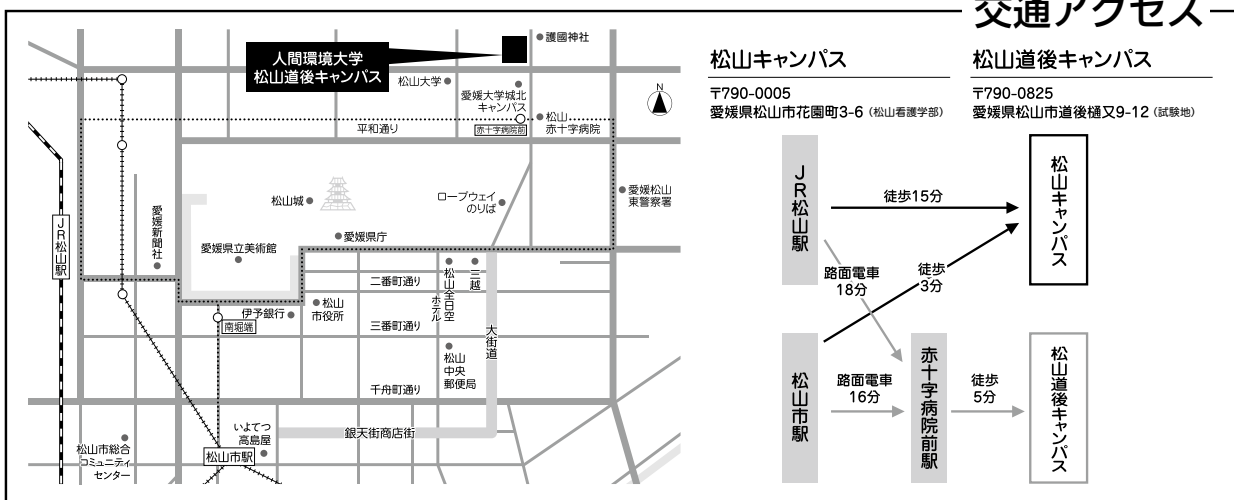 交通アクセス
人間環境大学
松山道後キャンパス
護國神社
松山大学
愛媛大学城北
キャンパス
松山
赤十字病院
赤十字病院前
平和通り
N
JR松山駅
愛媛新聞社
松山城
ロープウェイ
のりば
愛媛松山
東警察署
愛媛県立美術館
愛媛県庁
二番町通り
松山全日空
ホテル
三越
伊予銀行
松山
市役所
南堀端
三番町通り
大街道
松山
中央
郵便局
千舟町通り
いよてつ
高島屋
銀天街商店街
松山市駅
松山市総合
コミュニティ
センター
松山キャンパス
〒790-0005
愛媛県松山市花園町3-6(松山看護学部)
松山道後キャンパス
〒790-0825
愛媛県松山市道後樋又9-12(試験地)
JR松山駅
徒歩15分
松山キャンパス
路面電車
18分
徒歩
3分
松山市駅
路面電車
16分
赤十字病院前駅
徒歩
5分
松山道後キャンパス